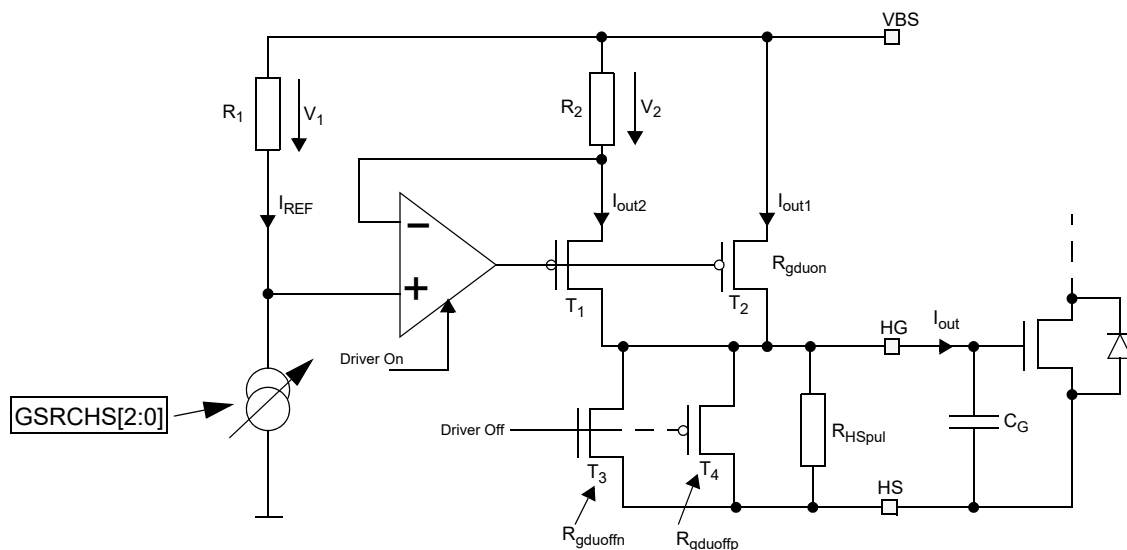 VBS
R1
V1
R2
V2
IREF
Iout2
Iout1
−
+
T1
T2
Rgduon
Driver On
HG
Iout
GSRCHS[2:0]
Driver Off
T3
T4
RHSpul
CG
HS
Rgduoffn
Rgduoffp